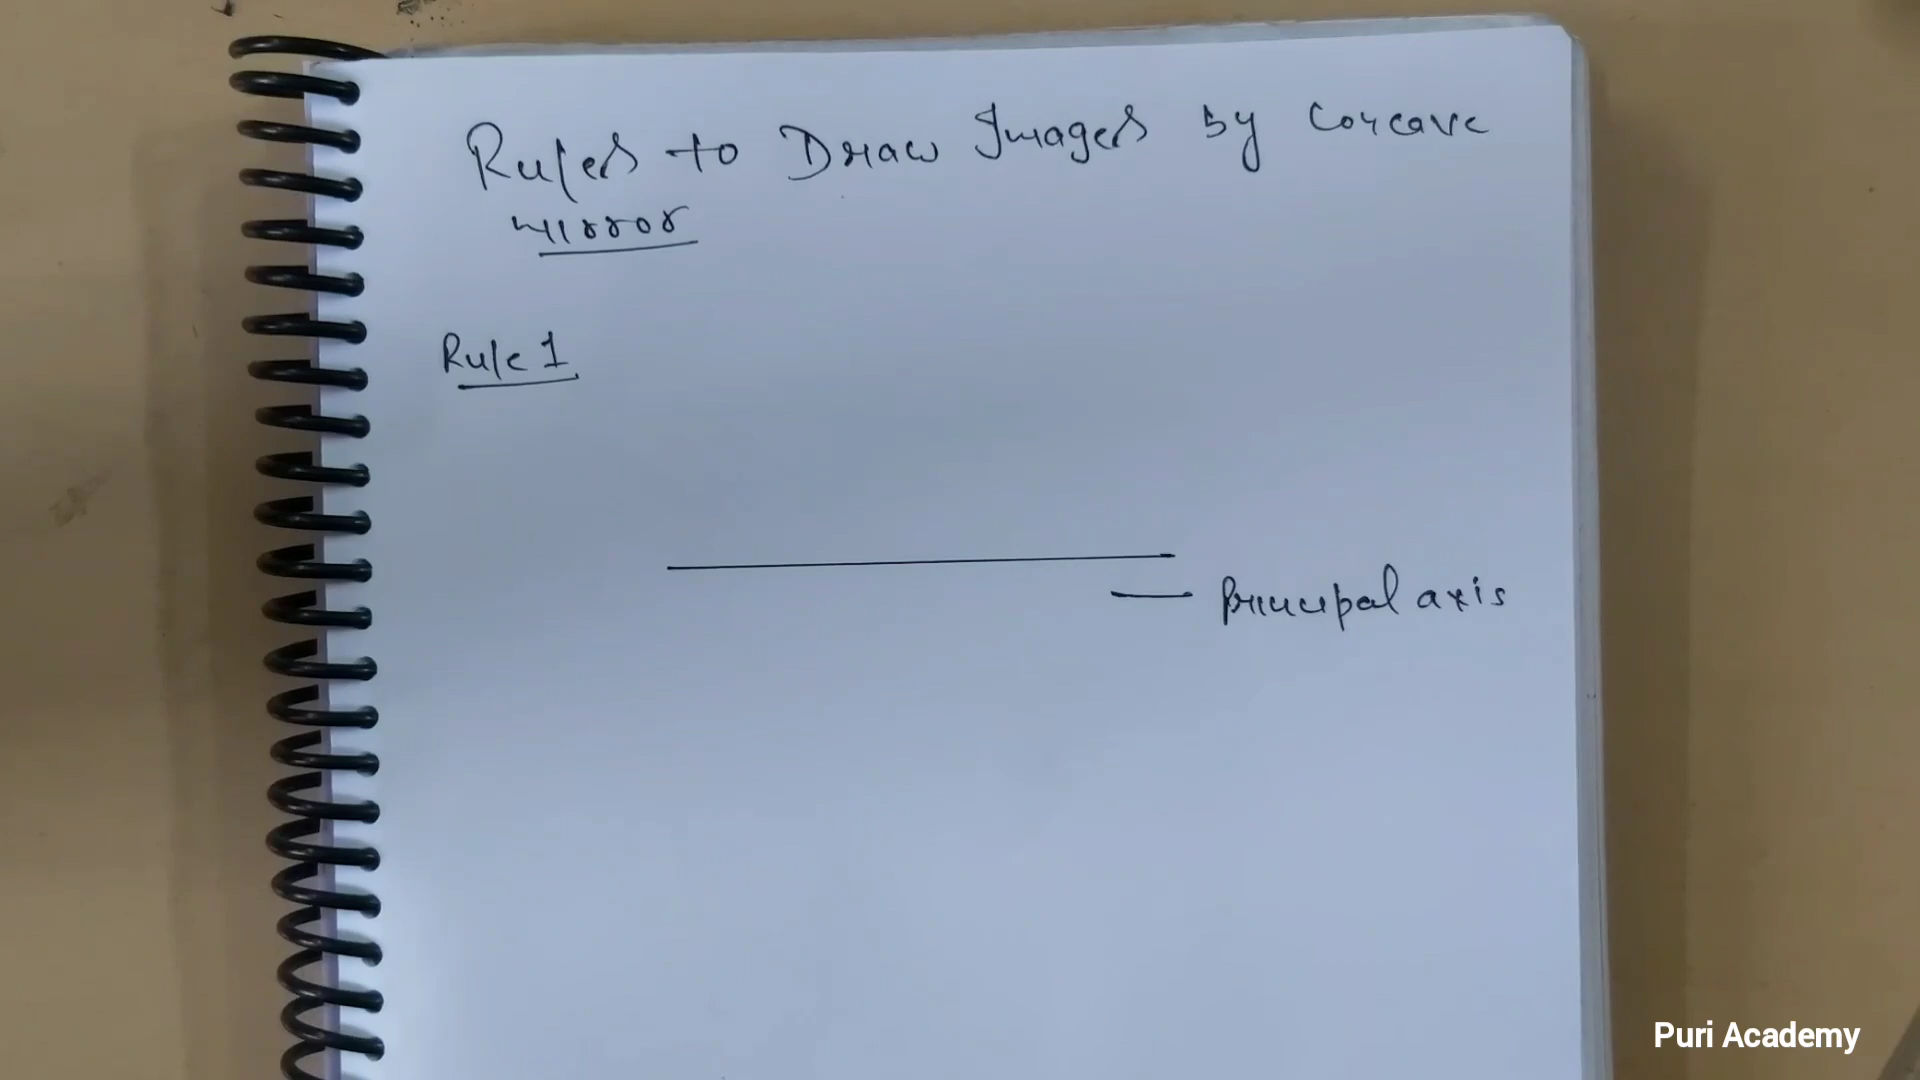 Rules to Draw Images by Concave
mirror
Rule 1
Principal axis
Puri Academy